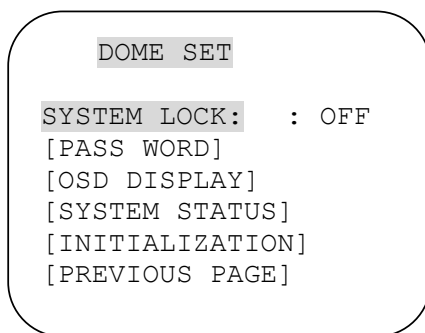 DOME SET
SYSTEM LOCK: : OFF
[PASS WORD]
[OSD DISPLAY]
[SYSTEM STATUS]
[INITIALIZATION]
[PREVIOUS PAGE]